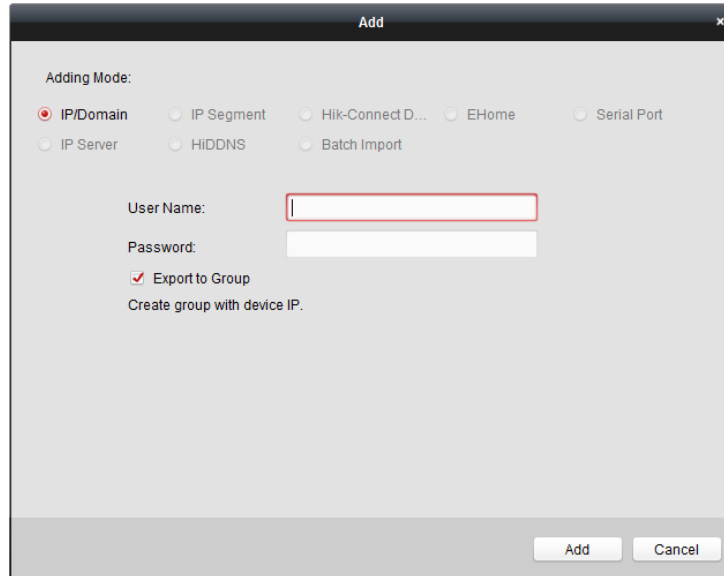 Add
Adding Mode:
IP/Domain IP Segment Hik-Connect D... EHome Serial Port
IP Server HiDDNS Batch Import
User Name:
Password:
Export to Group
Create group with device IP.
Add Cancel